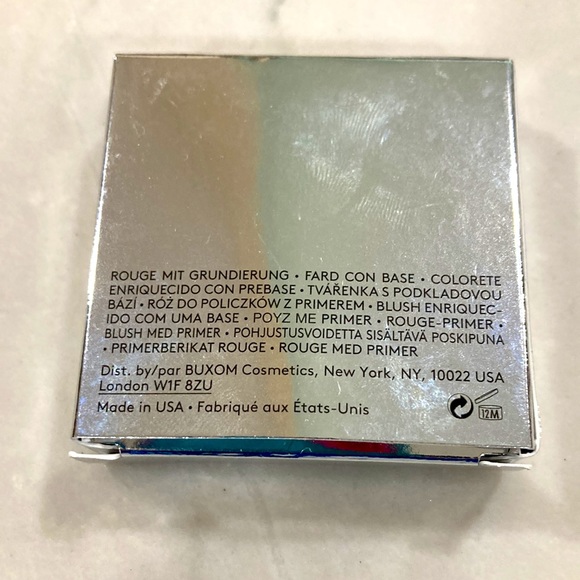 ROUGE MIT GRUNDIERUNG • FARD CON BASE • COLORETE
ENRIQUECIDO CON PREBASE • TVÁŘENKA S PODKLADOVOU
BÁZÍ • RÓŻ DO POLICZKÓW Z PRIMEREM • BLUSH ENRIQUEC-
IDO COM UMA BASE • ΡΟΥΖ ΜΕ PRIMER • ROUGE-PRIMER •
BLUSH MED PRIMER • POHJUSTUSVOIDETTA SISÄLTÄVÄ POSKIPUNA
• PRIMERBERIKAT ROUGE • ROUGE MED PRIMER
Dist. by/par BUXOM Cosmetics, New York, NY, 10022 USA
London W1F 8ZU
Made in USA • Fabriqué aux États-Unis
12M